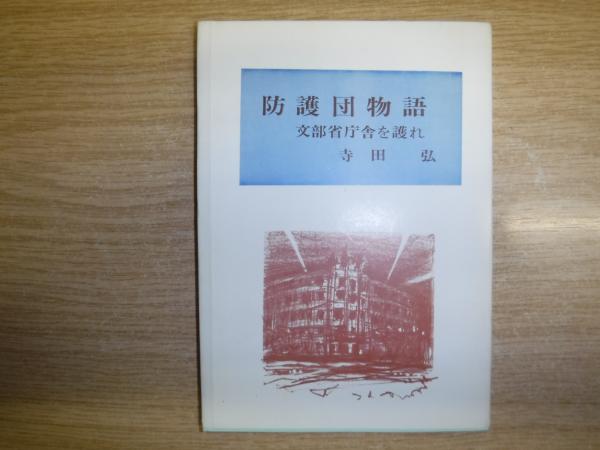 防護団物語
文部省庁舎を護れ
寺田 弘